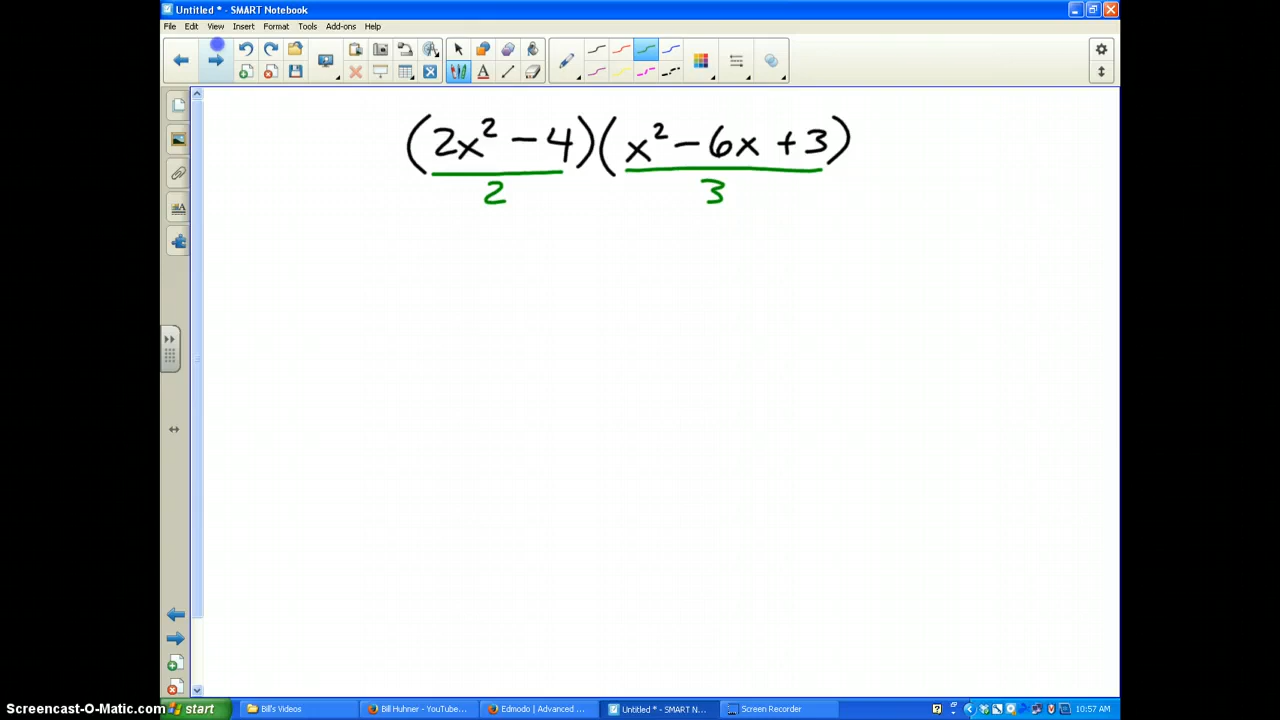 Untitled * - SMART Notebook
File Edit View Insert Format Tools Add-ons Help
(2x² - 4)(x² - 6x + 3)
2 3
Screencast-O-Matic.com
start Bill's Videos Bill Huhner - YouTube... Edmodo | Advanced ... Untitled * - SMART N... Screen Recorder 10:57 AM